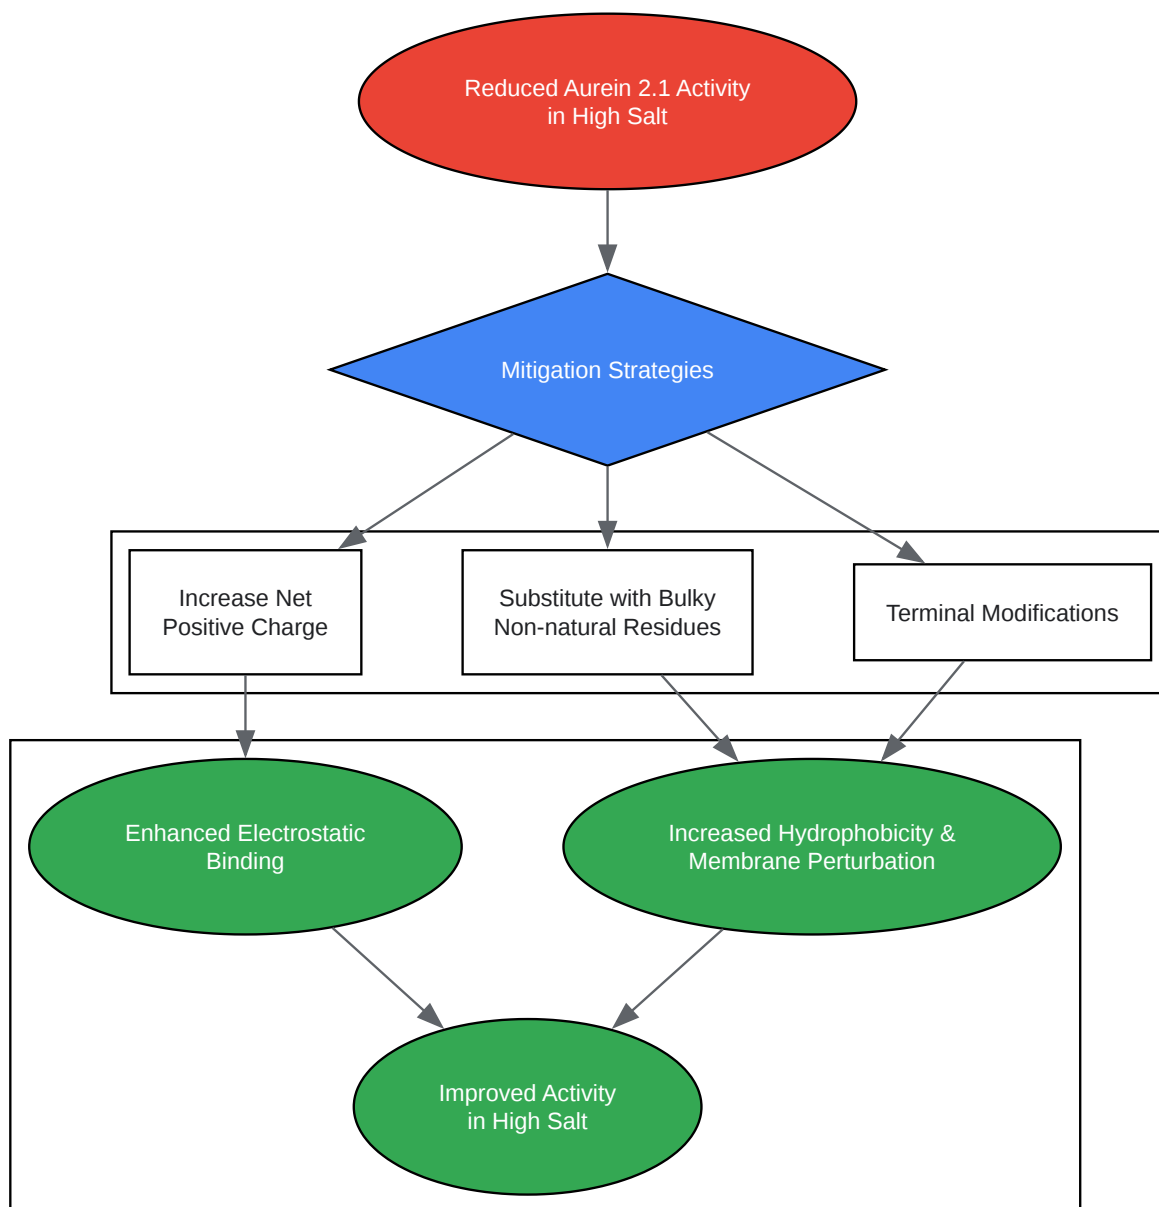 Reduced Aurein 2.1 Activity
in High Salt
Mitigation Strategies
Increase Net
Positive Charge
Substitute with Bulky
Non-natural Residues
Terminal Modifications
Enhanced Electrostatic
Binding
Increased Hydrophobicity &
Membrane Perturbation
Improved Activity
in High Salt